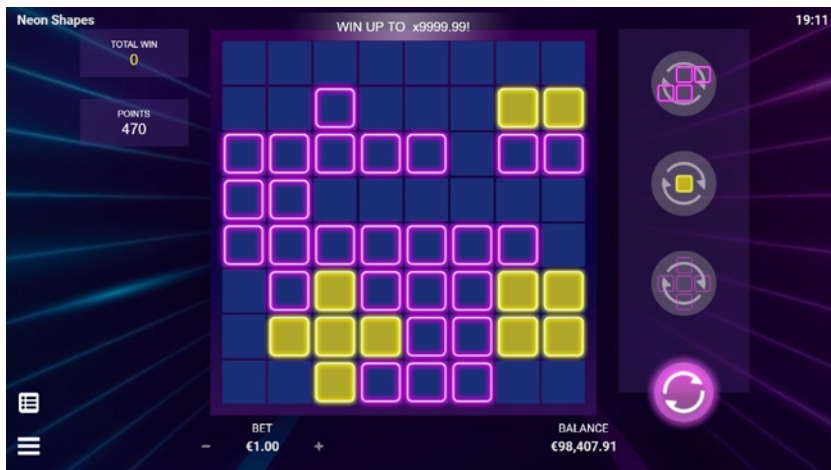 Neon Shapes
WIN UP TO x9999.99!
19:11
TOTAL WIN
0
POINTS
470
BET
€1.00
− +
BALANCE
€98,407.91